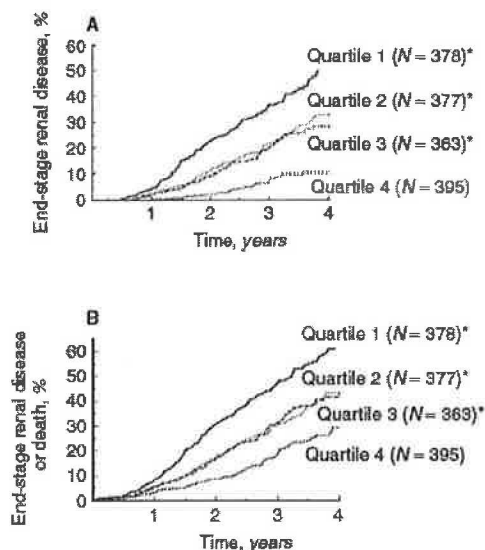 A
End-stage renal disease, %
60
50
40
30
20
10
0
Quartile 1 (N = 378)*
Quartile 2 (N = 377)*
Quartile 3 (N = 363)*
Quartile 4 (N = 395)
1 2 3 4
Time, years
B
End-stage renal disease
or death, %
60
50
40
30
20
10
0
Quartile 1 (N = 378)*
Quartile 2 (N = 377)*
Quartile 3 (N = 363)*
Quartile 4 (N = 395)
1 2 3 4
Time, years